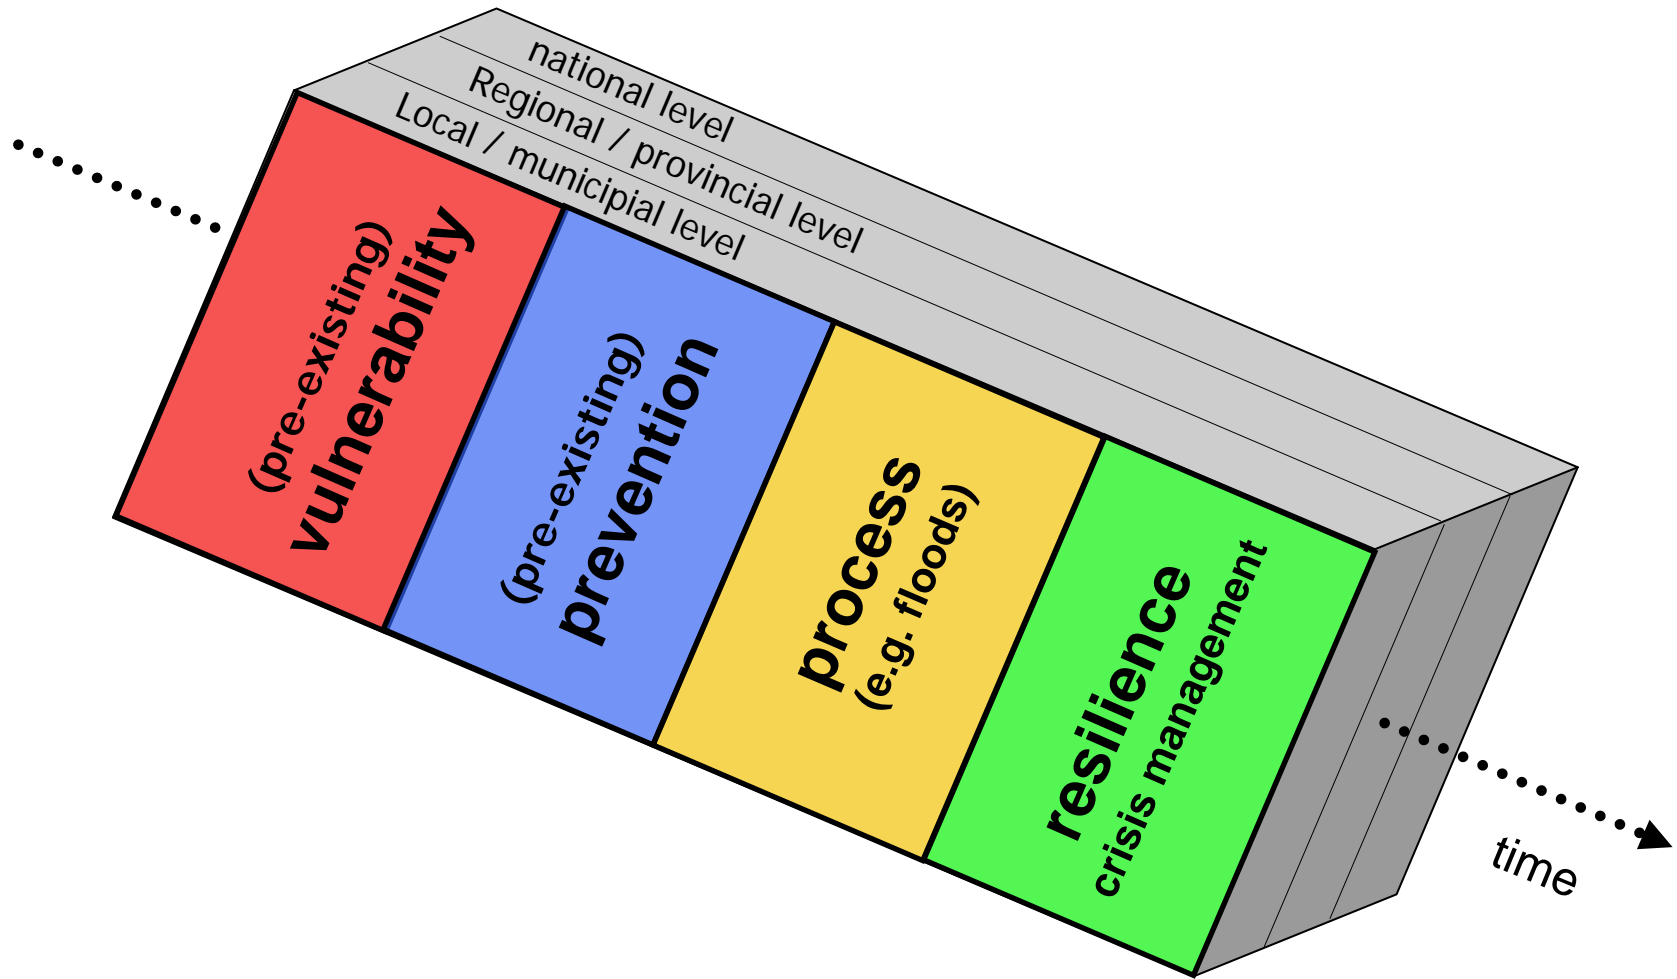 national level
Regional / provincial level
Local / municipial level
(pre-existing)
vulnerability
(pre-existing)
prevention
process
(e.g. floods)
resilience
crisis management
time